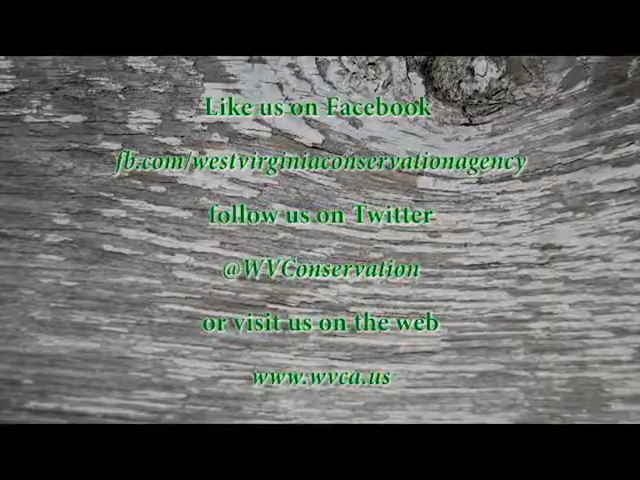 Like us on Facebook
fb.com/westvirginiaconservationagency
follow us on Twitter
@WVConservation
or visit us on the web
www.wvca.us